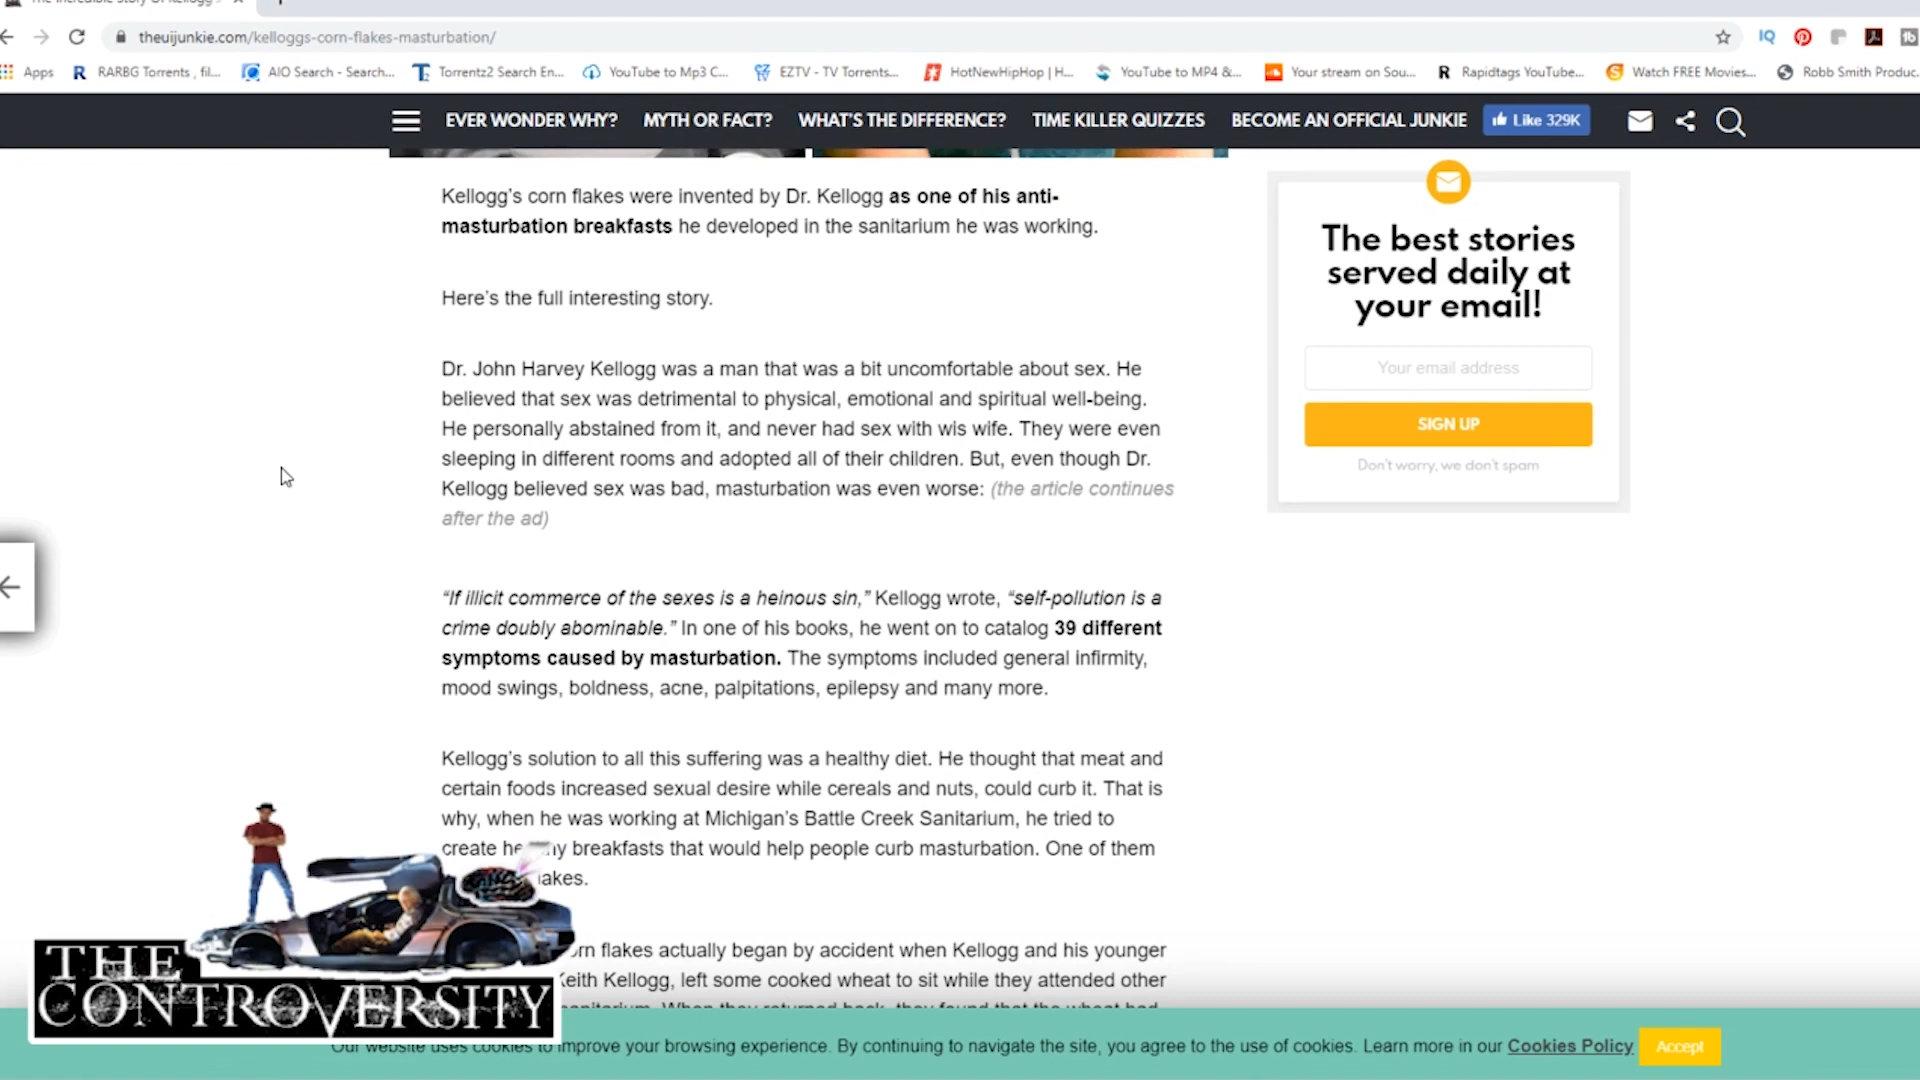 theuijunkie.com/kelloggs-corn-flakes-masturbation/
Apps RARBG Torrents , fil... AIO Search - Search... Torrentz2 Search En... YouTube to Mp3 C... EZTV - TV Torrents... HotNewHipHop | H... YouTube to MP4 &... Your stream on Sou... Rapidtags YouTube... Watch FREE Movies... Robb Smith Produc...
EVER WONDER WHY? MYTH OR FACT? WHAT'S THE DIFFERENCE? TIME KILLER QUIZZES BECOME AN OFFICIAL JUNKIE Like 329K
Kellogg's corn flakes were invented by Dr. Kellogg as one of his anti-
masturbation breakfasts he developed in the sanitarium he was working.
Here's the full interesting story.
Dr. John Harvey Kellogg was a man that was a bit uncomfortable about sex. He
believed that sex was detrimental to physical, emotional and spiritual well-being.
He personally abstained from it, and never had sex with wis wife. They were even
sleeping in different rooms and adopted all of their children. But, even though Dr.
Kellogg believed sex was bad, masturbation was even worse: (the article continues
after the ad)
"If illicit commerce of the sexes is a heinous sin," Kellogg wrote, "self-pollution is a
crime doubly abominable." In one of his books, he went on to catalog 39 different
symptoms caused by masturbation. The symptoms included general infirmity,
mood swings, boldness, acne, palpitations, epilepsy and many more.
Kellogg's solution to all this suffering was a healthy diet. He thought that meat and
certain foods increased sexual desire while cereals and nuts, could curb it. That is
why, when he was working at Michigan's Battle Creek Sanitarium, he tried to
create he hy breakfasts that would help people curb masturbation. One of them
akes.
rn flakes actually began by accident when Kellogg and his younger
Keith Kellogg, left some cooked wheat to sit while they attended other
sanitarium. When they returned back, they found that the wheat had
The best stories
served daily at
your email!
Your email address
SIGN UP
Don't worry, we don't spam
THE
CONTROVERSY
Our website uses cookies to improve your browsing experience. By continuing to navigate the site, you agree to the use of cookies. Learn more in our Cookies Policy Accept